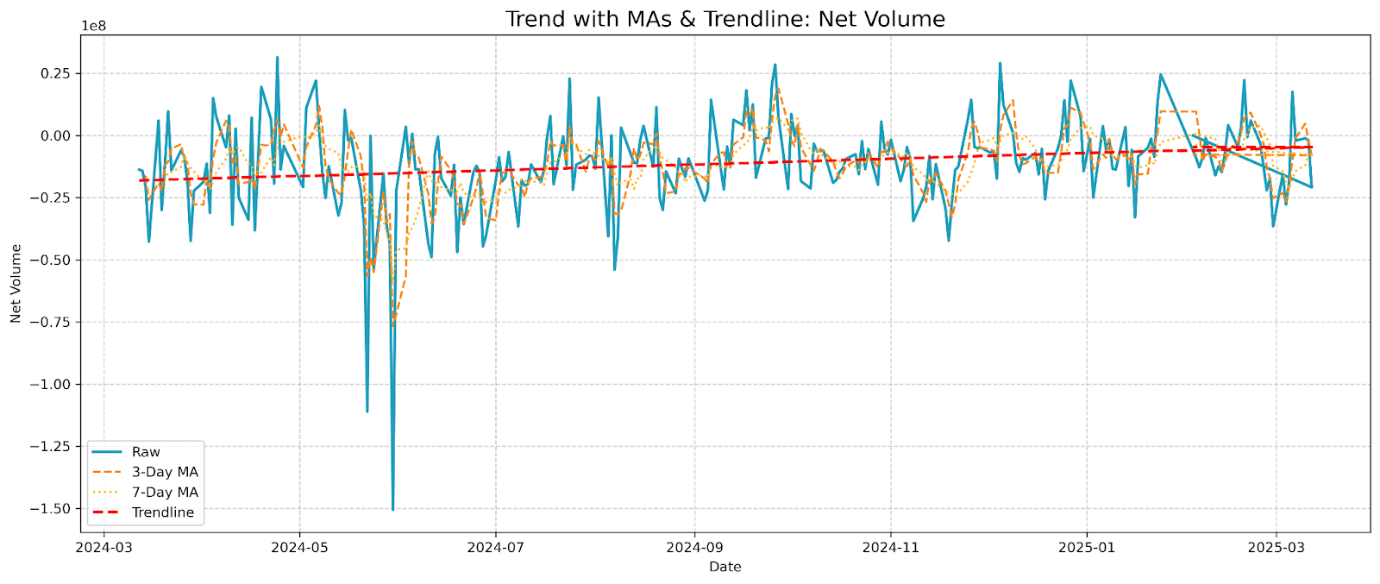 Trend with MAs & Trendline: Net Volume
1e8
0.25
0.00
−0.25
−0.50
−0.75
−1.00
−1.25
−1.50
Net Volume
Raw
3-Day MA
7-Day MA
Trendline
2024-03
2024-05
2024-07
2024-09
2024-11
2025-01
2025-03
Date